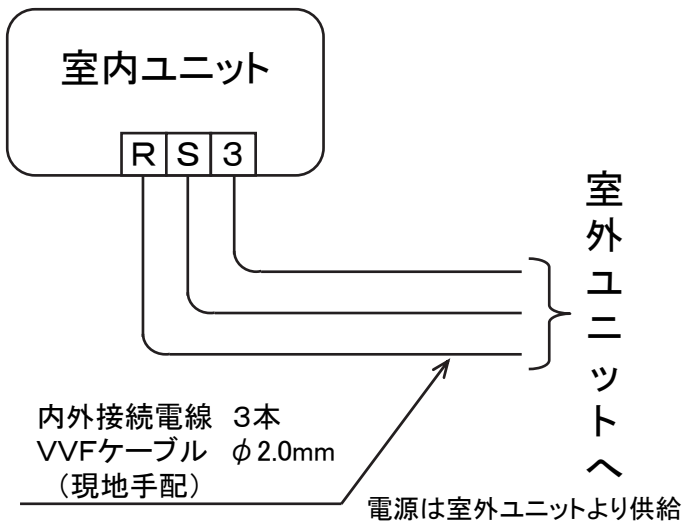 室内ユニット
R S 3
室外ユニットへ
内外接続電線 3本
VVFケーブル φ2.0mm
(現地手配)
電源は室外ユニットより供給